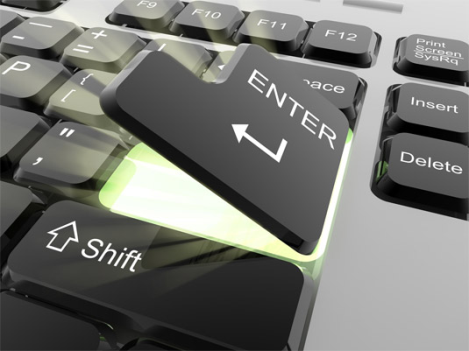 F9 F10 F11 F12
Print
Screen
SysRq
- = pace
+
Insert
P { ENTER
[
Delete
"
,
Shift